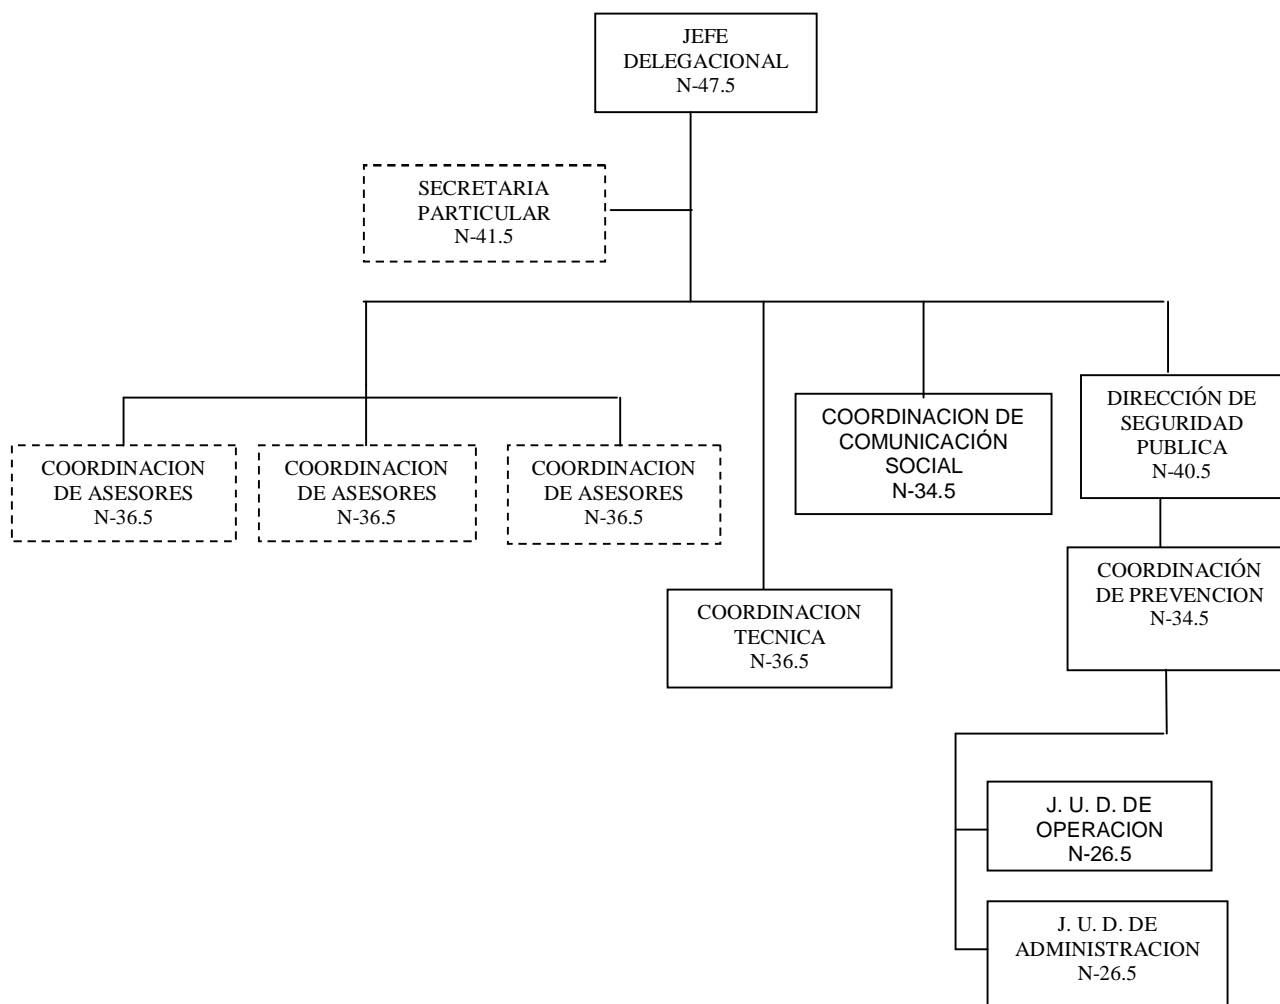 JEFE
DELEGACIONAL
N-47.5
SECRETARIA
PARTICULAR
N-41.5
COORDINACION
DE ASESORES
N-36.5
COORDINACION
DE ASESORES
N-36.5
COORDINACION
DE ASESORES
N-36.5
COORDINACION DE
COMUNICACIÓN
SOCIAL
N-34.5
DIRECCIÓN DE
SEGURIDAD
PUBLICA
N-40.5
COORDINACION
TECNICA
N-36.5
COORDINACIÓN
DE PREVENCION
N-34.5
J. U. D. DE
OPERACION
N-26.5
J. U. D. DE
ADMINISTRACION
N-26.5